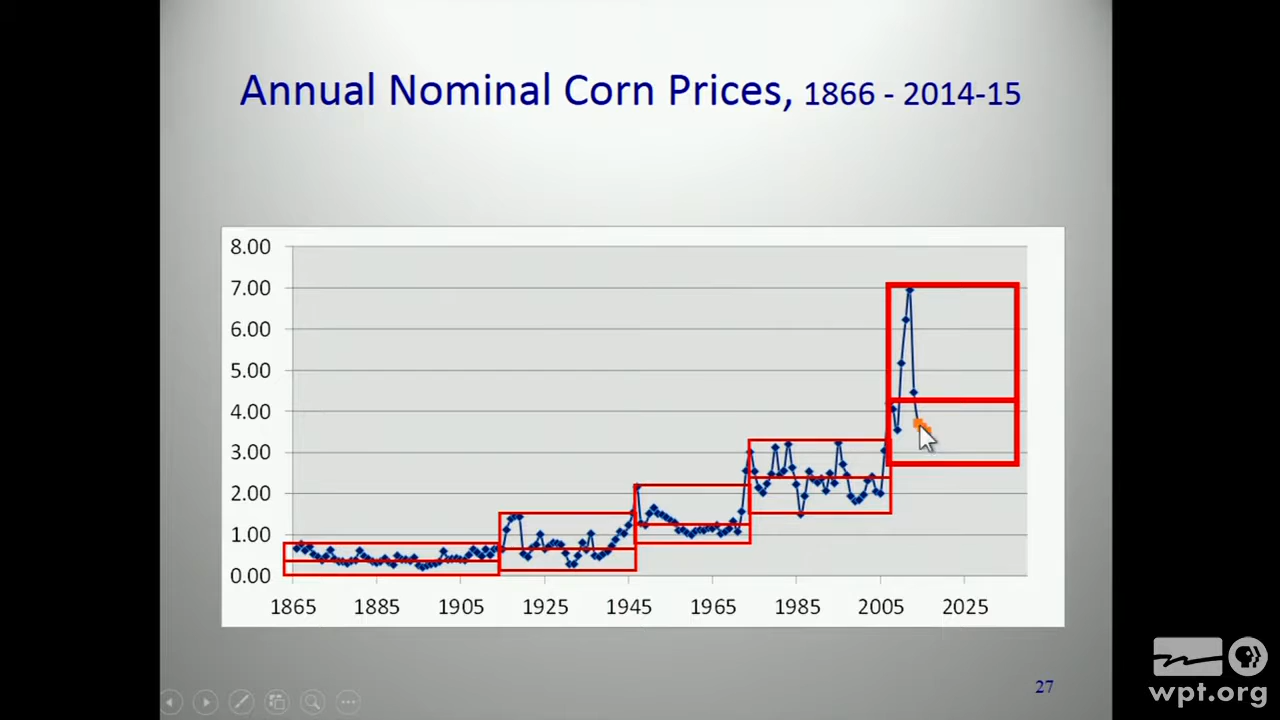 Annual Nominal Corn Prices, 1866 - 2014-15
8.00
7.00
6.00
5.00
4.00
3.00
2.00
1.00
0.00
1865 1885 1905 1925 1945 1965 1985 2005 2025
27
PBS
wpt.org